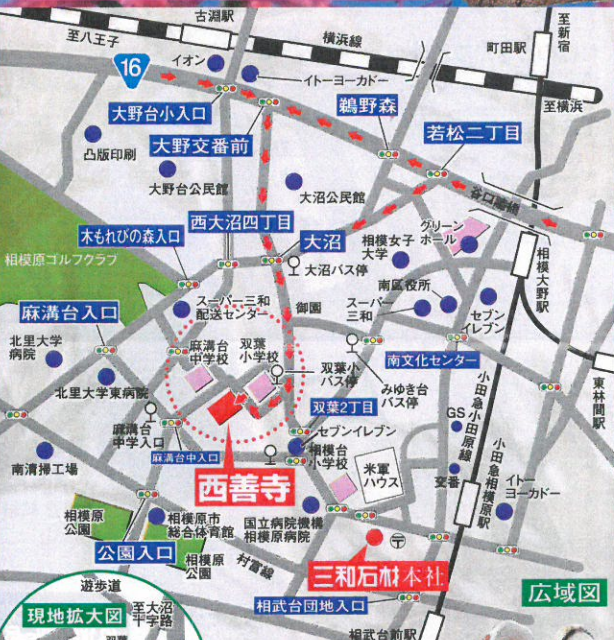 古淵駅
至八王子
横浜線
町田駅
至新宿
16
イオン
イトーヨーカドー
至横浜
大野台小入口
鵜野森
若松二丁目
大野交番前
凸版印刷
大野台公民館
大沼公民館
谷口陸橋
西大沼四丁目
木もれびの森入口
大沼
大沼バス停
相模女子
大学
グリーン
ホール
相模大野駅
相模原ゴルフクラブ
南区役所
スーパー三和
配送センター
御園
スーパー
三和
セブン
イレブン
麻溝台入口
北里大学
病院
麻溝台
中学校
双葉
小学校
南文化センター
双葉小
バス停
みゆき台
バス停
東林間駅
北里大学東病院
双葉2丁目
小田急小田原線
麻溝台
中学入口
セブンイレブン
GS
麻溝台中入口
相模台
小学校
米軍
ハウス
交番
小田急相模原駅
イトー
ヨーカドー
南清掃工場
西善寺
相模原
公園
相模原市
総合体育館
国立病院機構
相模原病院
公園入口
相模原
公園
村富線
三和石材本社
広域図
遊歩道
現地拡大図
至大沼
十字路
相武台団地入口
双葉
相武台前駅